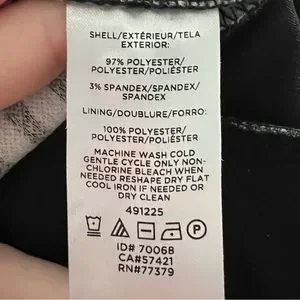 SHELL/EXTÉRIEUR/TELA
EXTERIOR:
97% POLYESTER/
POLYESTER/POLIÉSTER
3% SPANDEX/SPANDEX/
SPANDEX
LINING/DOUBLURE/FORRO:
100% POLYESTER/
POLYESTER/POLIÉSTER
MACHINE WASH COLD
GENTLE CYCLE ONLY NON-
CHLORINE BLEACH WHEN
NEEDED RESHAPE DRY FLAT
COOL IRON IF NEEDED OR
DRY CLEAN
491225
P
ID# 70068
CA#57421
RN#77379